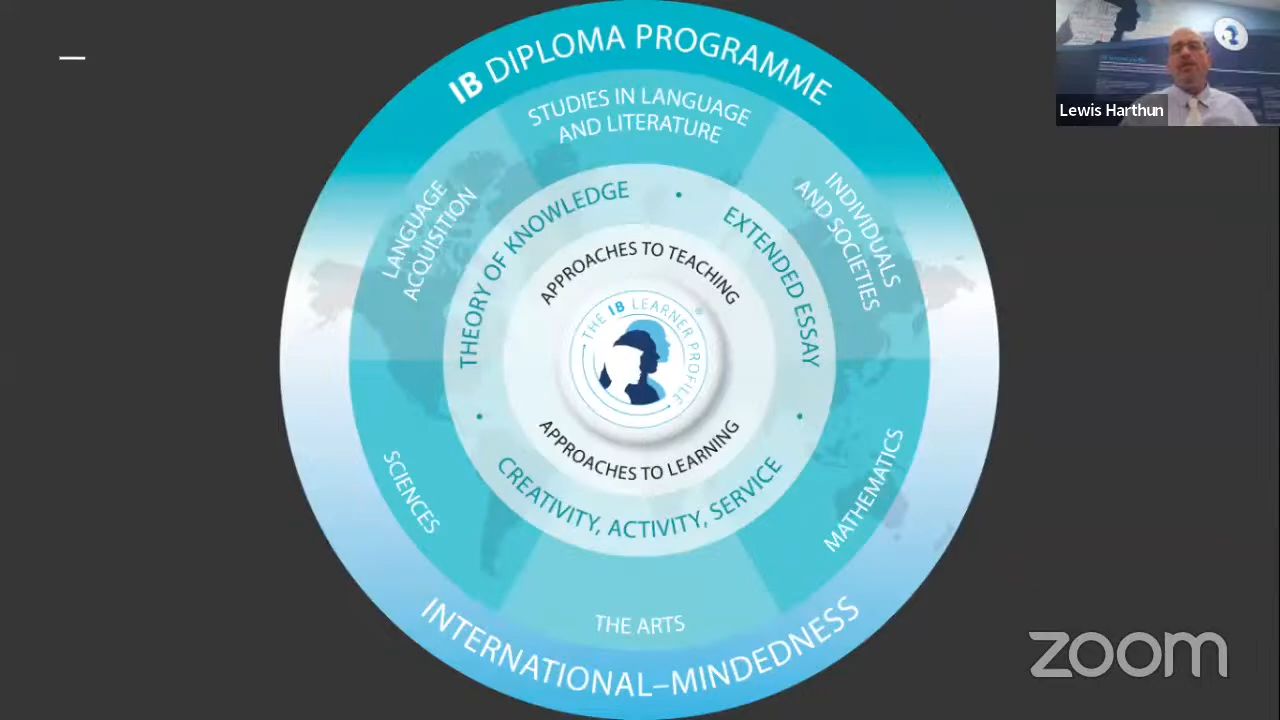 IB DIPLOMA PROGRAMME
STUDIES IN LANGUAGE
AND LITERATURE
LANGUAGE
ACQUISITION
INDIVIDUALS
AND SOCIETIES
THEORY OF KNOWLEDGE
EXTENDED ESSAY
APPROACHES TO TEACHING
THE IB LEARNER PROFILE
®
APPROACHES TO LEARNING
CREATIVITY, ACTIVITY, SERVICE
SCIENCES
MATHEMATICS
THE ARTS
INTERNATIONAL–MINDEDNESS
Lewis Harthun
zoom